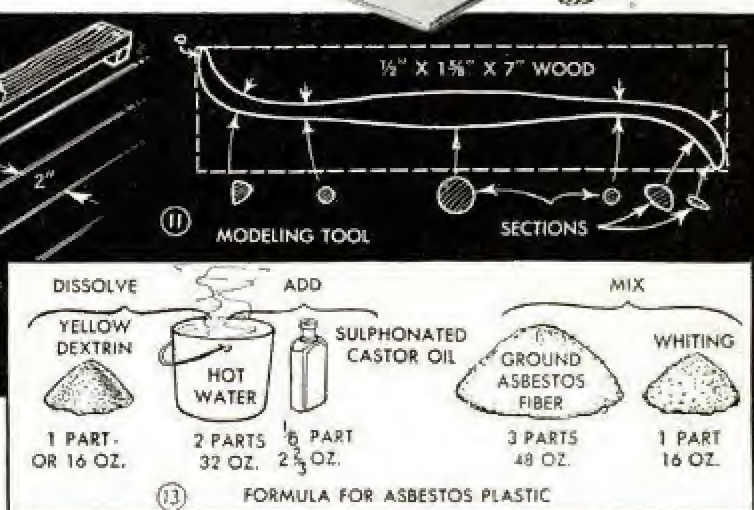 ½" X 1⅝" X 7" WOOD
2"
⑪ MODELING TOOL
SECTIONS
DISSOLVE
ADD
MIX
YELLOW
DEXTRIN
HOT
WATER
SULPHONATED
CASTOR OIL
GROUND
ASBESTOS
FIBER
WHITING
1 PART
OR 16 OZ.
2 PARTS
32 OZ.
⅙ PART
2⅔ OZ.
3 PARTS
48 OZ.
1 PART
16 OZ.
⑬ FORMULA FOR ASBESTOS PLASTIC